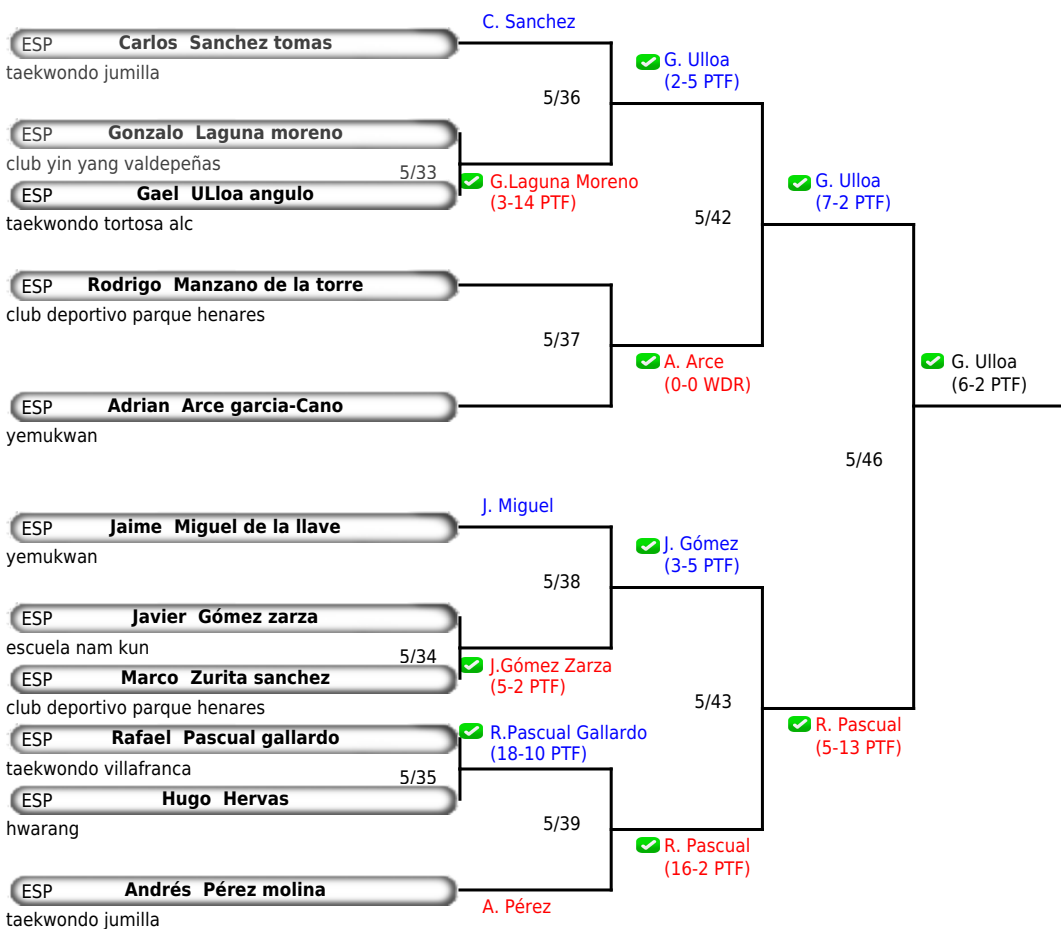 C. Sanchez
ESP Carlos Sanchez tomas
taekwondo jumilla
G. Ulloa
(2-5 PTF)
5/36
ESP Gonzalo Laguna moreno
club yin yang valdepeñas
5/33
G.Laguna Moreno
(3-14 PTF)
ESP Gael ULloa angulo
taekwondo tortosa alc
G. Ulloa
(7-2 PTF)
5/42
ESP Rodrigo Manzano de la torre
club deportivo parque henares
5/37
A. Arce
(0-0 WDR)
G. Ulloa
(6-2 PTF)
ESP Adrian Arce garcia-Cano
yemukwan
5/46
J. Miguel
ESP Jaime Miguel de la llave
yemukwan
J. Gómez
(3-5 PTF)
5/38
ESP Javier Gómez zarza
escuela nam kun
5/34
J.Gómez Zarza
(5-2 PTF)
ESP Marco Zurita sanchez
club deportivo parque henares
5/43
ESP Rafael Pascual gallardo
R.Pascual Gallardo
(18-10 PTF)
R. Pascual
(5-13 PTF)
taekwondo villafranca
5/35
ESP Hugo Hervas
hwarang
5/39
R. Pascual
(16-2 PTF)
ESP Andrés Pérez molina
A. Pérez
taekwondo jumilla